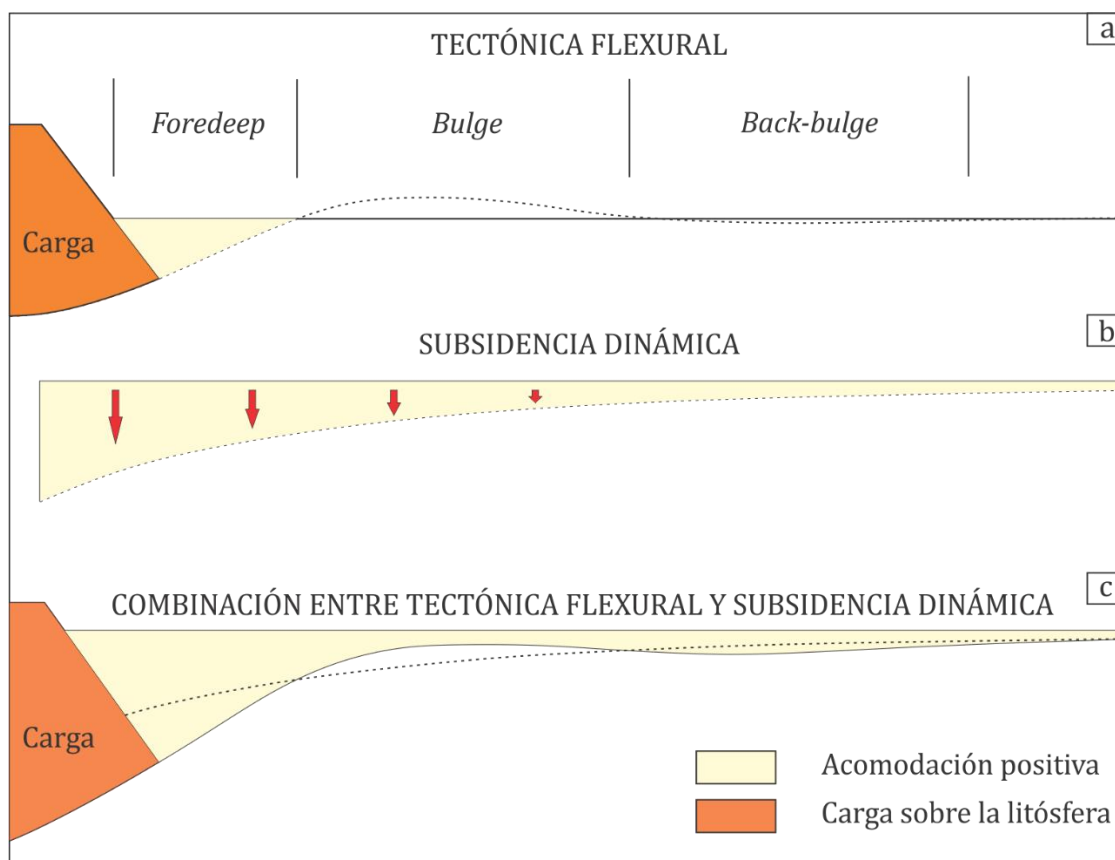 a
TECTÓNICA FLEXURAL
Foredeep
Bulge
Back-bulge
Carga
b
SUBSIDENCIA DINÁMICA
c
COMBINACIÓN ENTRE TECTÓNICA FLEXURAL Y SUBSIDENCIA DINÁMICA
Carga
Acomodación positiva
Carga sobre la litósfera